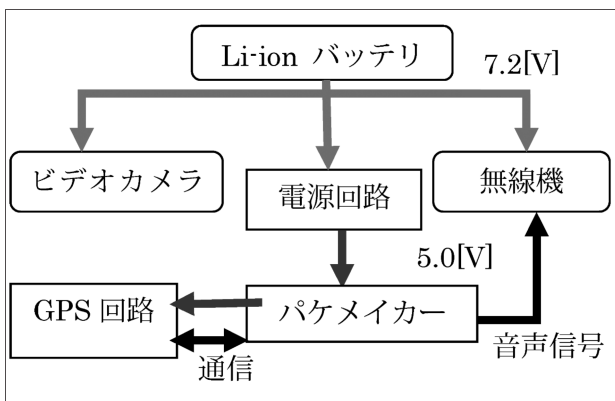 Li-ion バッテリ
7.2[V]
ビデオカメラ
無線機
電源回路
5.0[V]
GPS 回路
パケメイカー
通信
音声信号